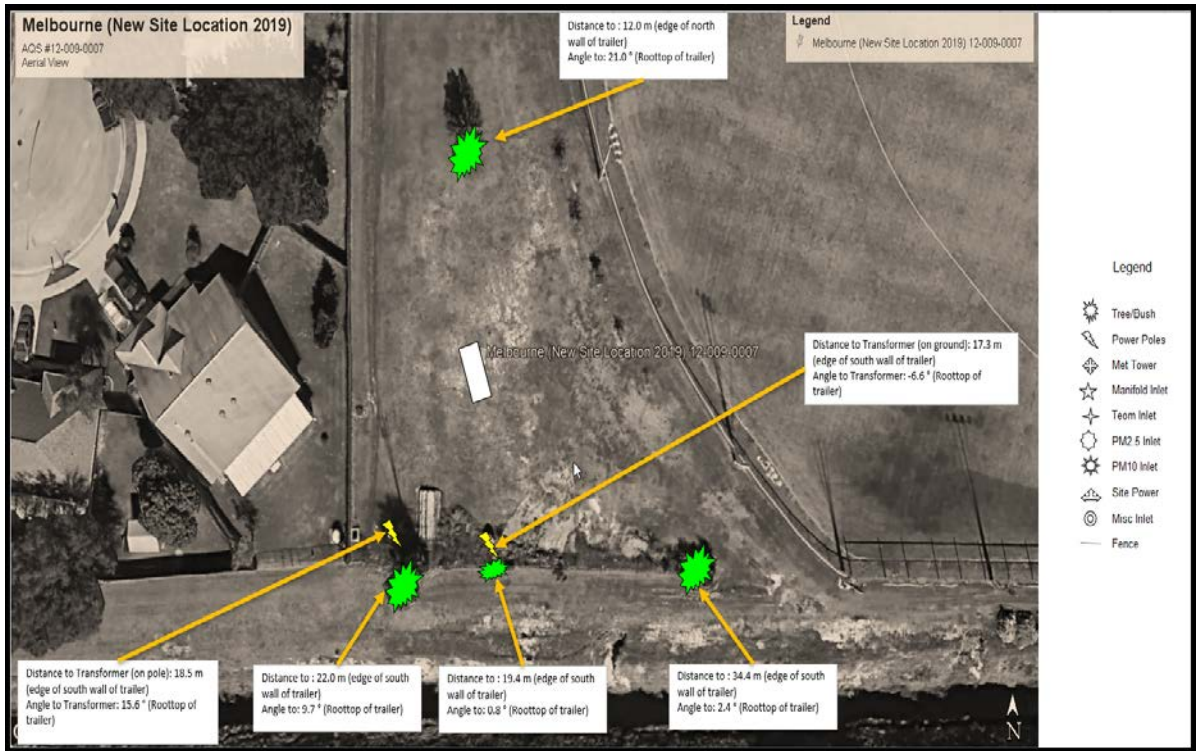 Melbourne (New Site Location 2019)
AQS #12-009-0007
Aerial View
Distance to : 12.0 m (edge of north
wall of trailer)
Angle to: 21.0 ° (Roottop of trailer)
Legend
Melbourne (New Site Location 2019) 12-009-0007
Melbourne (New Site Location 2019) 12-009-0007
Distance to Transformer (on ground): 17.3 m
(edge of south wall of trailer)
Angle to Transformer: -6.6 ° (Roottop of
trailer)
Legend
Tree/Bush
Power Poles
Met Tower
Manifold Inlet
Teom Inlet
PM2.5 Inlet
PM10 Inlet
Site Power
Misc Inlet
Fence
Distance to Transformer (on pole): 18.5 m
(edge of south wall of trailer)
Angle to Transformer: 15.6 ° (Roottop of
trailer)
Distance to : 22.0 m (edge of south
wall of trailer)
Angle to: 9.7 ° (Roottop of trailer)
Distance to : 19.4 m (edge of south
wall of trailer)
Angle to: 0.8 ° (Roottop of trailer)
Distance to : 34.4 m (edge of south
wall of trailer)
Angle to: 2.4 ° (Roottop of trailer)
N